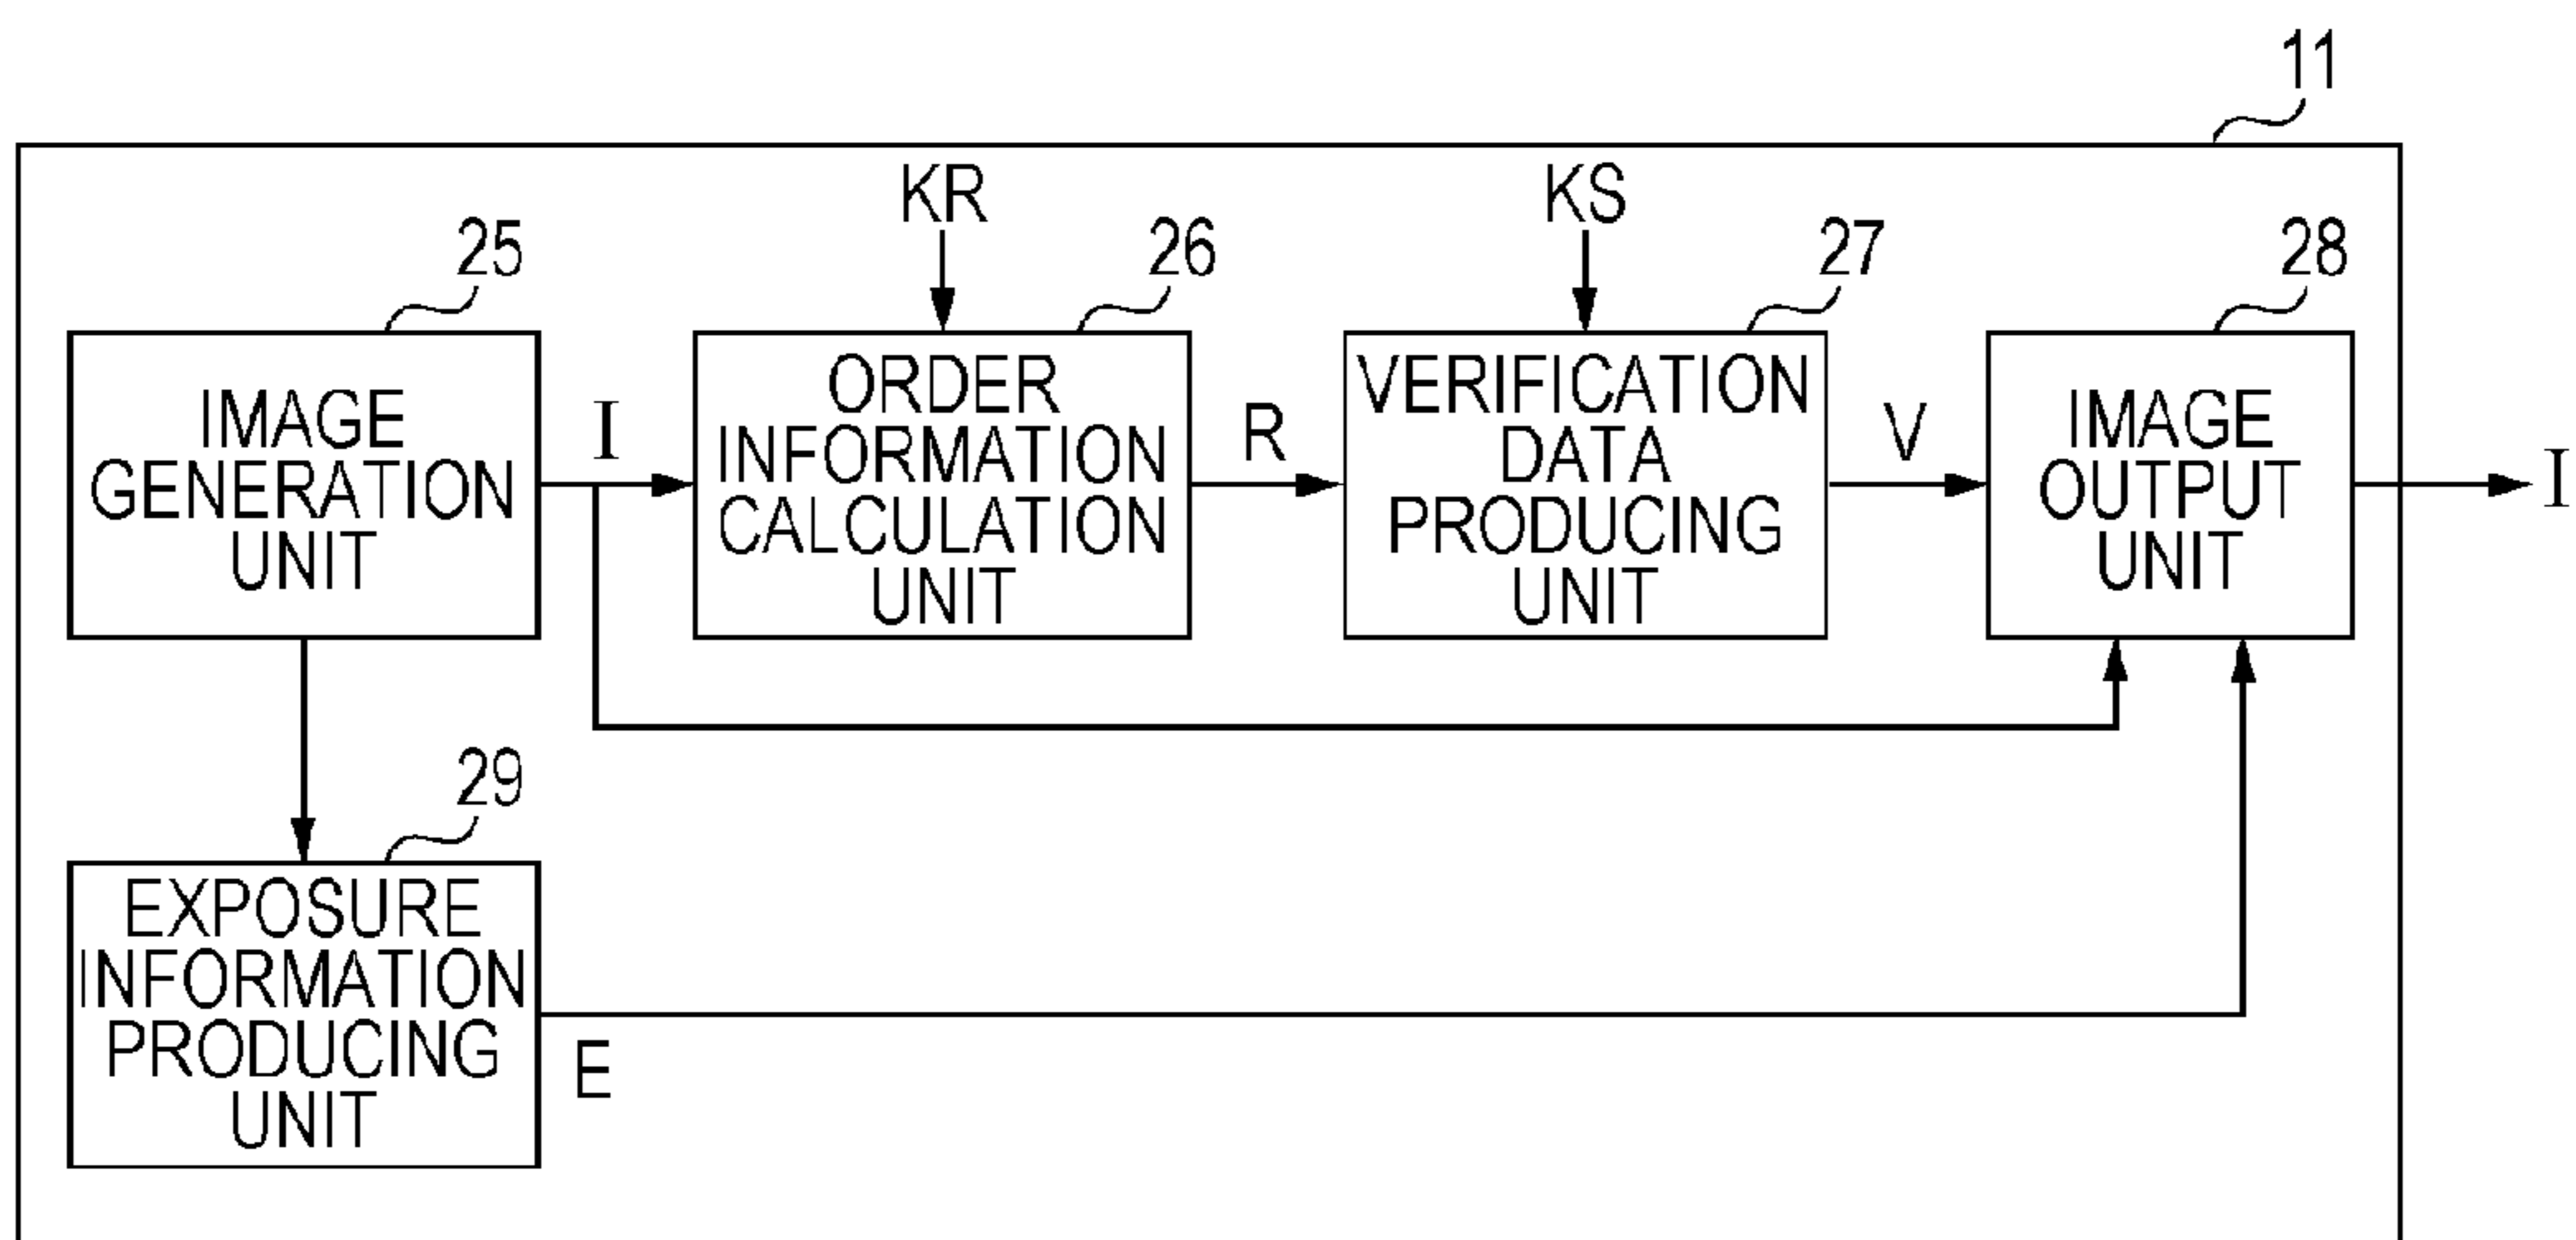 11
KR
KS
25
26
27
28
IMAGE
GENERATION
UNIT
I
ORDER
INFORMATION
CALCULATION
UNIT
R
VERIFICATION
DATA
PRODUCING
UNIT
V
IMAGE
OUTPUT
UNIT
I
29
EXPOSURE
INFORMATION
PRODUCING
UNIT
E